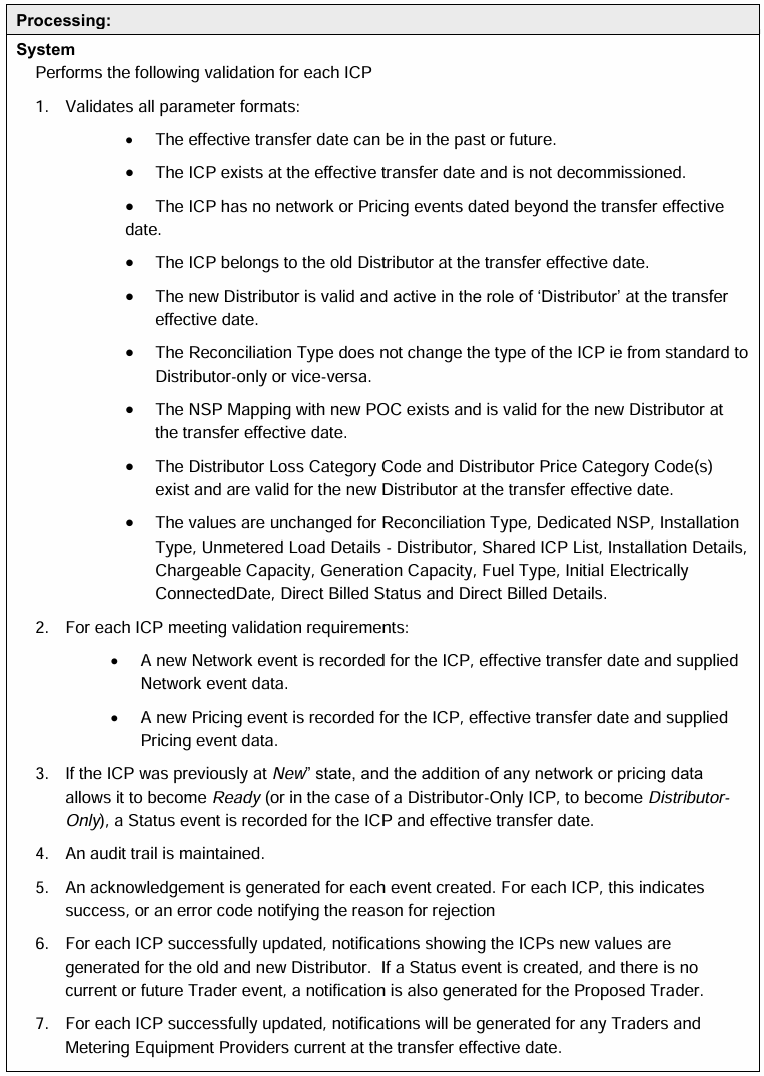 Processing:
System
Performs the following validation for each ICP
1. Validates all parameter formats:
• The effective transfer date can be in the past or future.
• The ICP exists at the effective transfer date and is not decommissioned.
• The ICP has no network or Pricing events dated beyond the transfer effective
date.
• The ICP belongs to the old Distributor at the transfer effective date.
• The new Distributor is valid and active in the role of ‘Distributor’ at the transfer
effective date.
• The Reconciliation Type does not change the type of the ICP ie from standard to
Distributor-only or vice-versa.
• The NSP Mapping with new POC exists and is valid for the new Distributor at
the transfer effective date.
• The Distributor Loss Category Code and Distributor Price Category Code(s)
exist and are valid for the new Distributor at the transfer effective date.
• The values are unchanged for Reconciliation Type, Dedicated NSP, Installation
Type, Unmetered Load Details - Distributor, Shared ICP List, Installation Details,
Chargeable Capacity, Generation Capacity, Fuel Type, Initial Electrically
ConnectedDate, Direct Billed Status and Direct Billed Details.
2. For each ICP meeting validation requirements:
• A new Network event is recorded for the ICP, effective transfer date and supplied
Network event data.
• A new Pricing event is recorded for the ICP, effective transfer date and supplied
Pricing event data.
3. If the ICP was previously at New” state, and the addition of any network or pricing data
allows it to become Ready (or in the case of a Distributor-Only ICP, to become Distributor-
Only), a Status event is recorded for the ICP and effective transfer date.
4. An audit trail is maintained.
5. An acknowledgement is generated for each event created. For each ICP, this indicates
success, or an error code notifying the reason for rejection
6. For each ICP successfully updated, notifications showing the ICPs new values are
generated for the old and new Distributor. If a Status event is created, and there is no
current or future Trader event, a notification is also generated for the Proposed Trader.
7. For each ICP successfully updated, notifications will be generated for any Traders and
Metering Equipment Providers current at the transfer effective date.